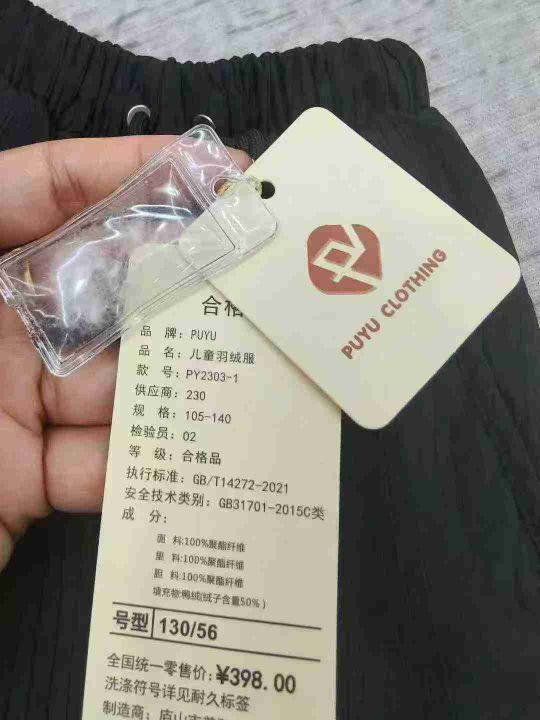 PUYU CLOTHING
合格
品 牌：PUYU
品 名：儿童羽绒服
款 号：PY2303-1
供应商：230
规 格：105-140
检验员：02
等 级：合格品
执行标准：GB/T14272-2021
安全技术类别：GB31701-2015C类
成 分：
面 料:100%聚酯纤维
里 料:100%聚酯纤维
胆 料:100%聚酯纤维
填充物:鸭绒(绒子含量50%)
号型 130/56
全国统一零售价：¥398.00
洗涤符号详见耐久标签
制造商：庐山市